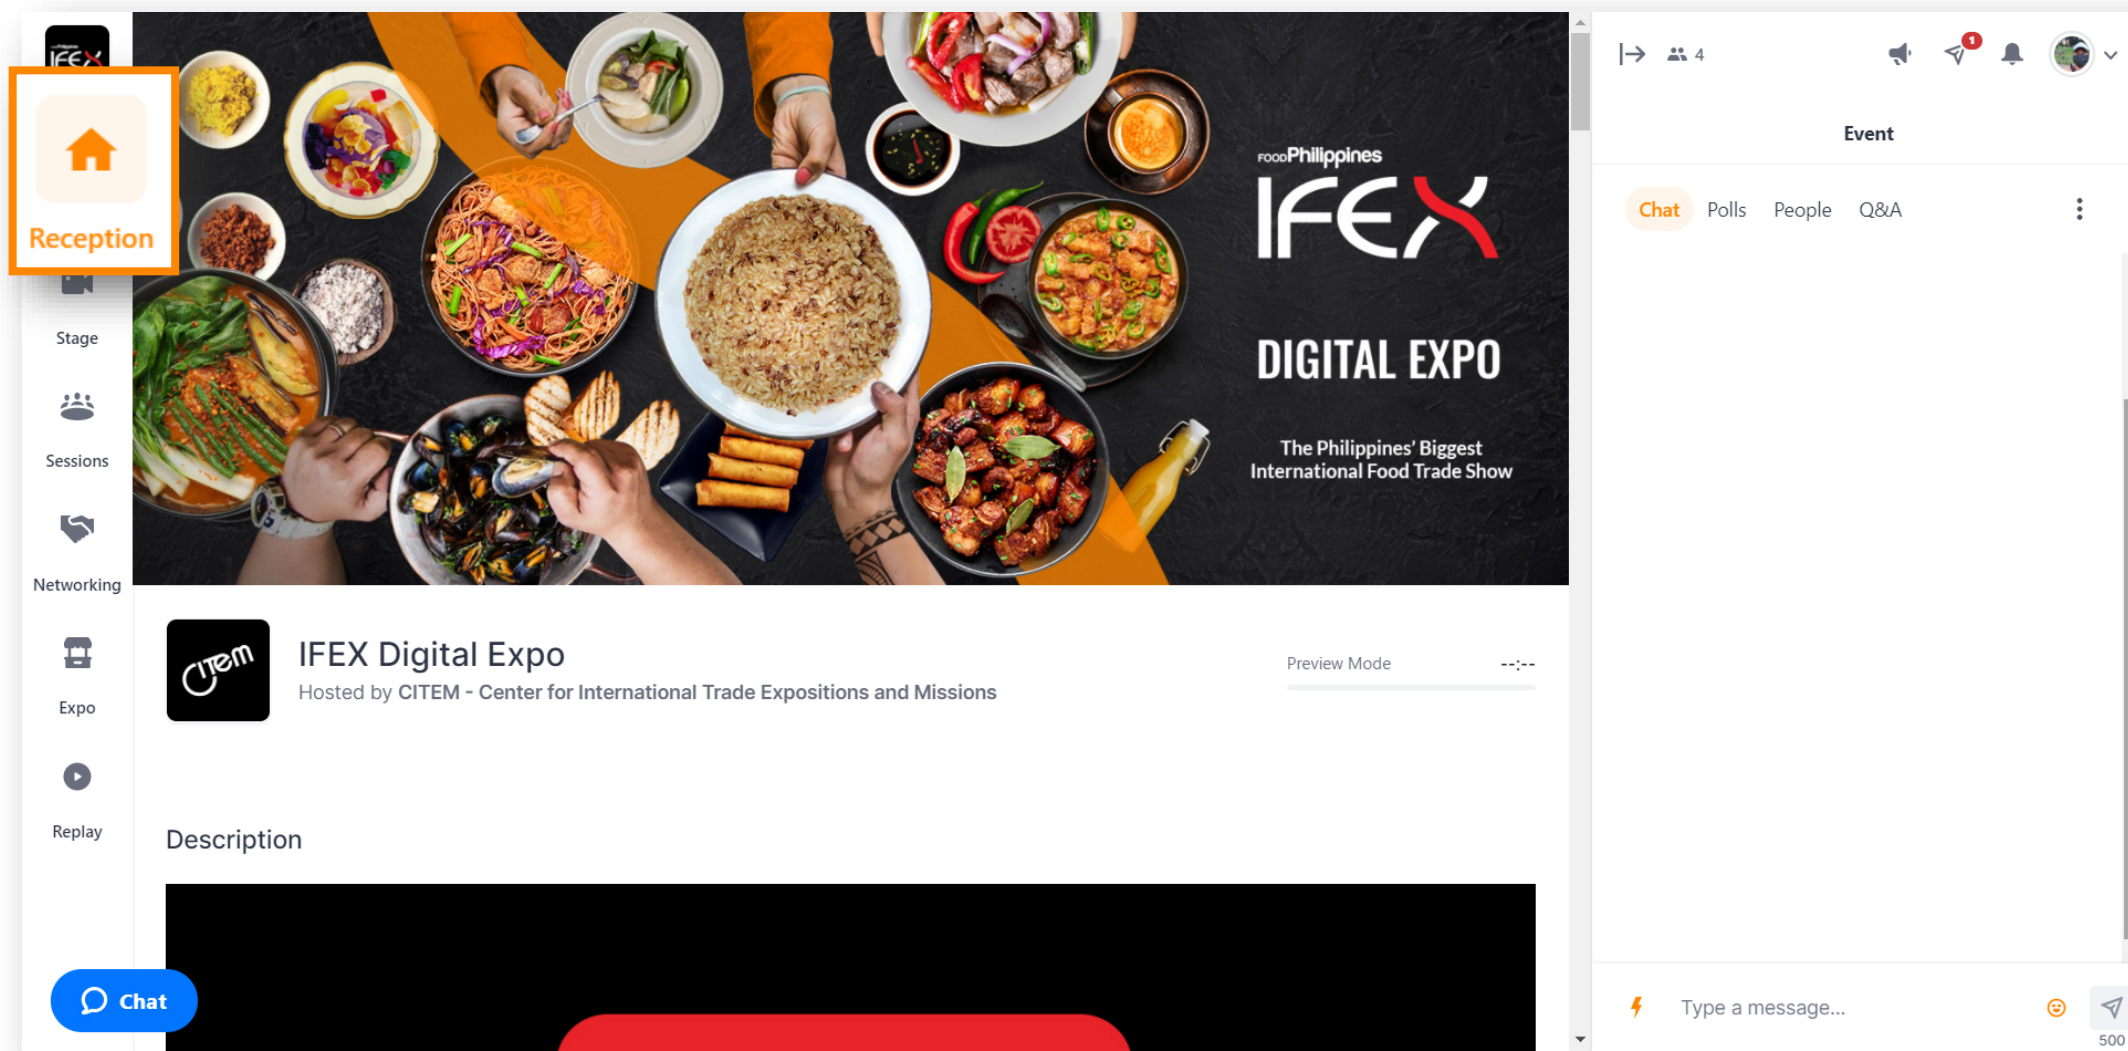 IFEX
Reception
Stage
Sessions
Networking
Expo
Replay
Chat
FOODPhilippines
IFEX
DIGITAL EXPO
The Philippines' Biggest
International Food Trade Show
CITEM
IFEX Digital Expo
Hosted by CITEM - Center for International Trade Expositions and Missions
Preview Mode --:--
Description
4
1
Event
Chat Polls People Q&A
Type a message...
500